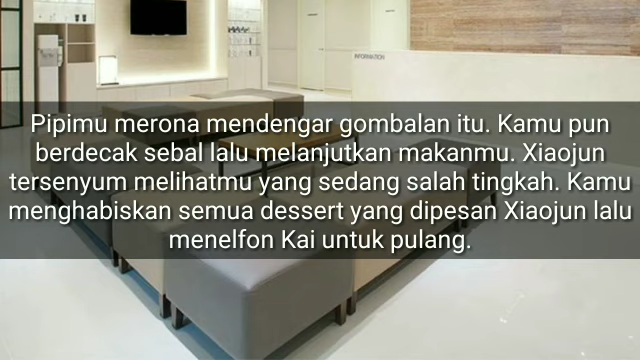 INFORMATION
Pipimu merona mendengar gombalan itu. Kamu pun
berdecak sebal lalu melanjutkan makanmu. Xiaojun
tersenyum melihatmu yang sedang salah tingkah. Kamu
menghabiskan semua dessert yang dipesan Xiaojun lalu
menelfon Kai untuk pulang.